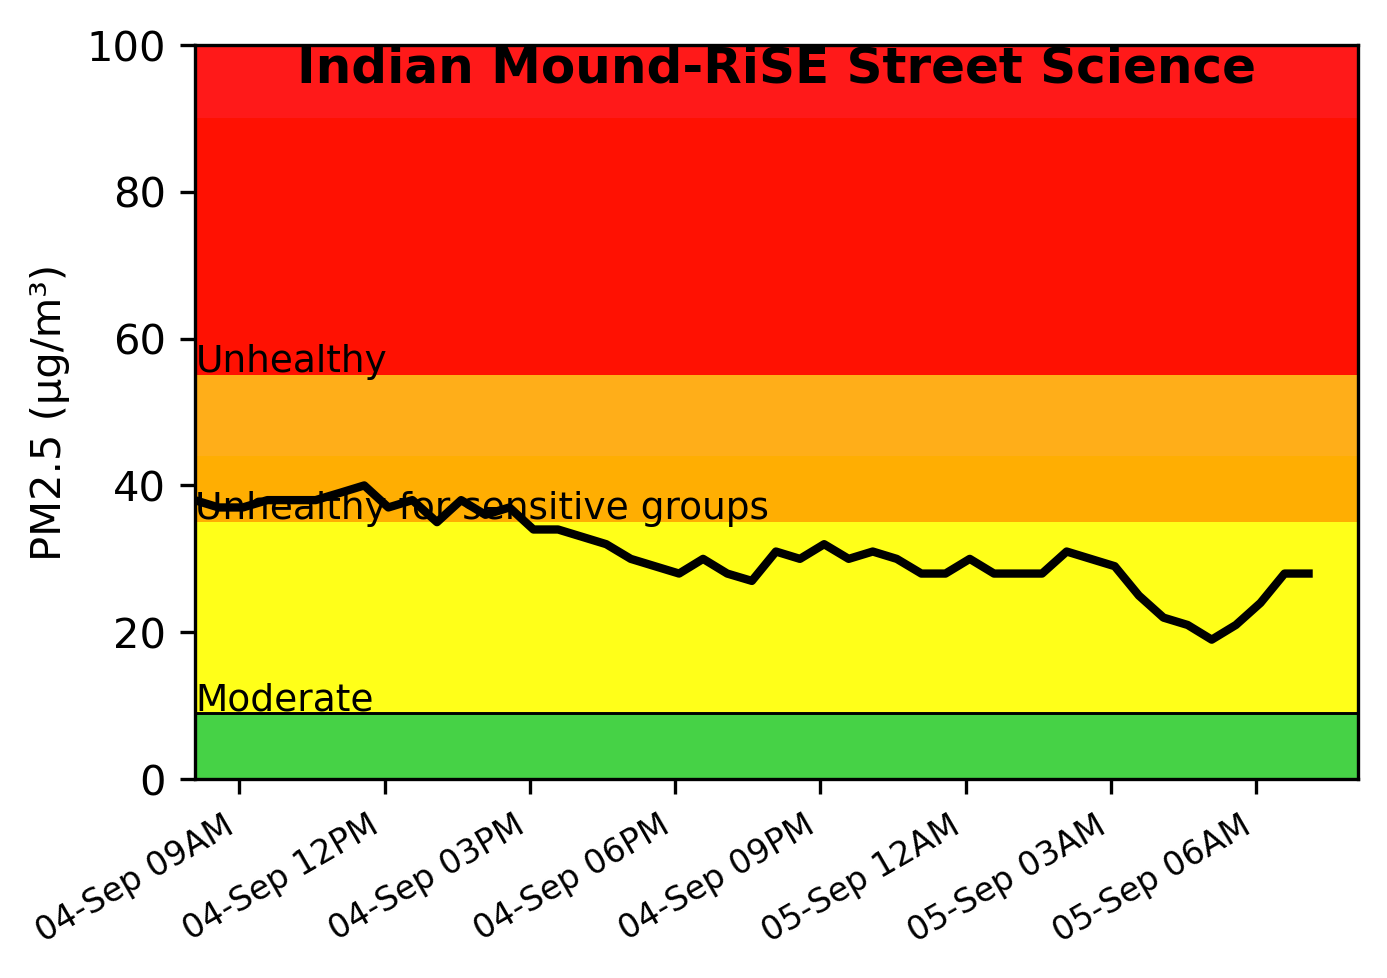 Indian Mound-RiSE Street Science
100
80
60
40
20
0
PM2.5 (µg/m³)
Unhealthy
Unhealthy for sensitive groups
Moderate
04-Sep 09AM
04-Sep 12PM
04-Sep 03PM
04-Sep 06PM
04-Sep 09PM
05-Sep 12AM
05-Sep 03AM
05-Sep 06AM